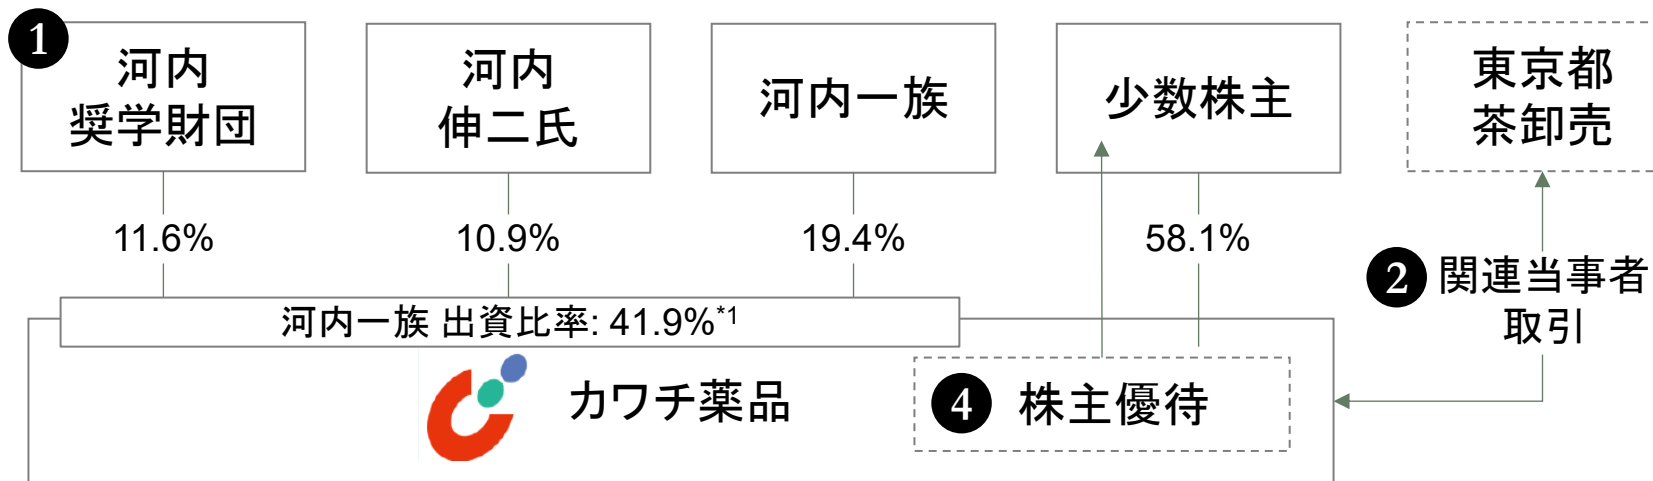 1
河内
奨学財団
河内
伸二氏
河内一族
少数株主
東京都
茶卸売
11.6%
10.9%
19.4%
58.1%
2 関連当事者
取引
河内一族 出資比率: 41.9%*1
カワチ薬品
4 株主優待